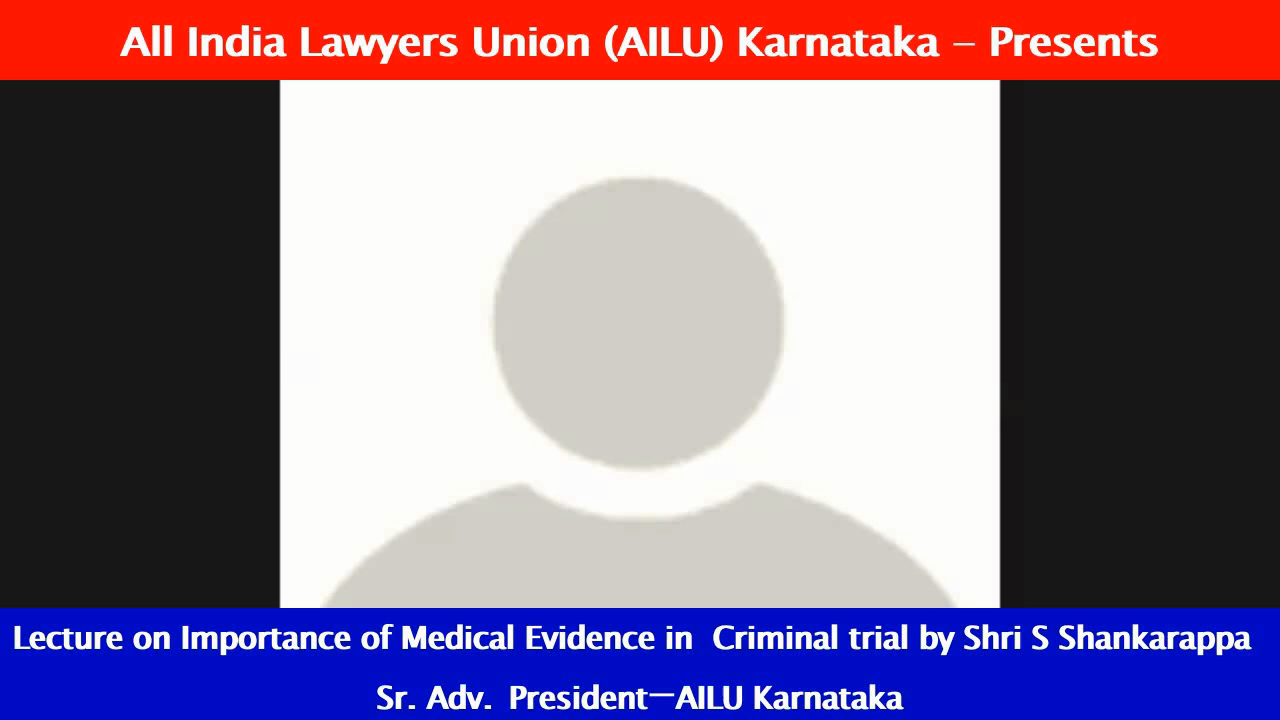 All India Lawyers Union (AILU) Karnataka – Presents
Lecture on Importance of Medical Evidence in Criminal trial by Shri S Shankarappa
Sr. Adv. President—AILU Karnataka